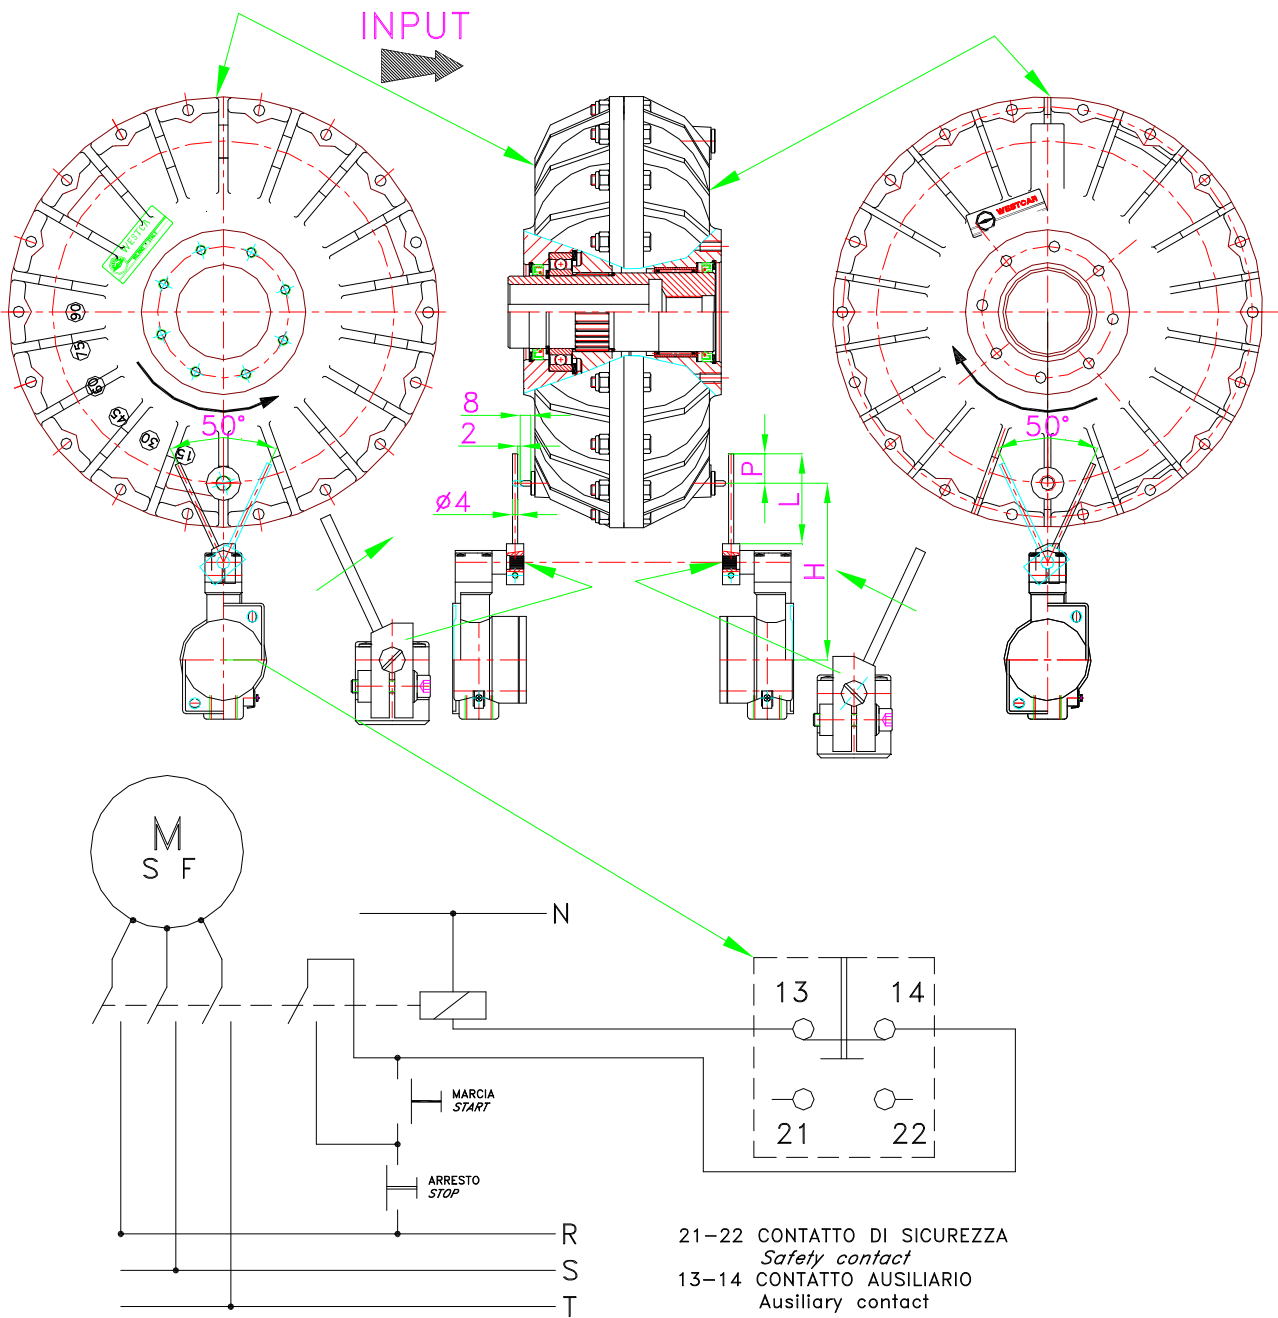 INPUT
WESTCA
WESTCAR
90
75
60
45
30
15
50°
50°
8
2
ø4
P
L
H
M
S F
N
13
14
21
22
MARCIA
START
ARRESTO
STOP
R
S
T
21-22 CONTATTO DI SICUREZZA
Safety contact
13-14 CONTATTO AUSILIARIO
Ausiliary contact